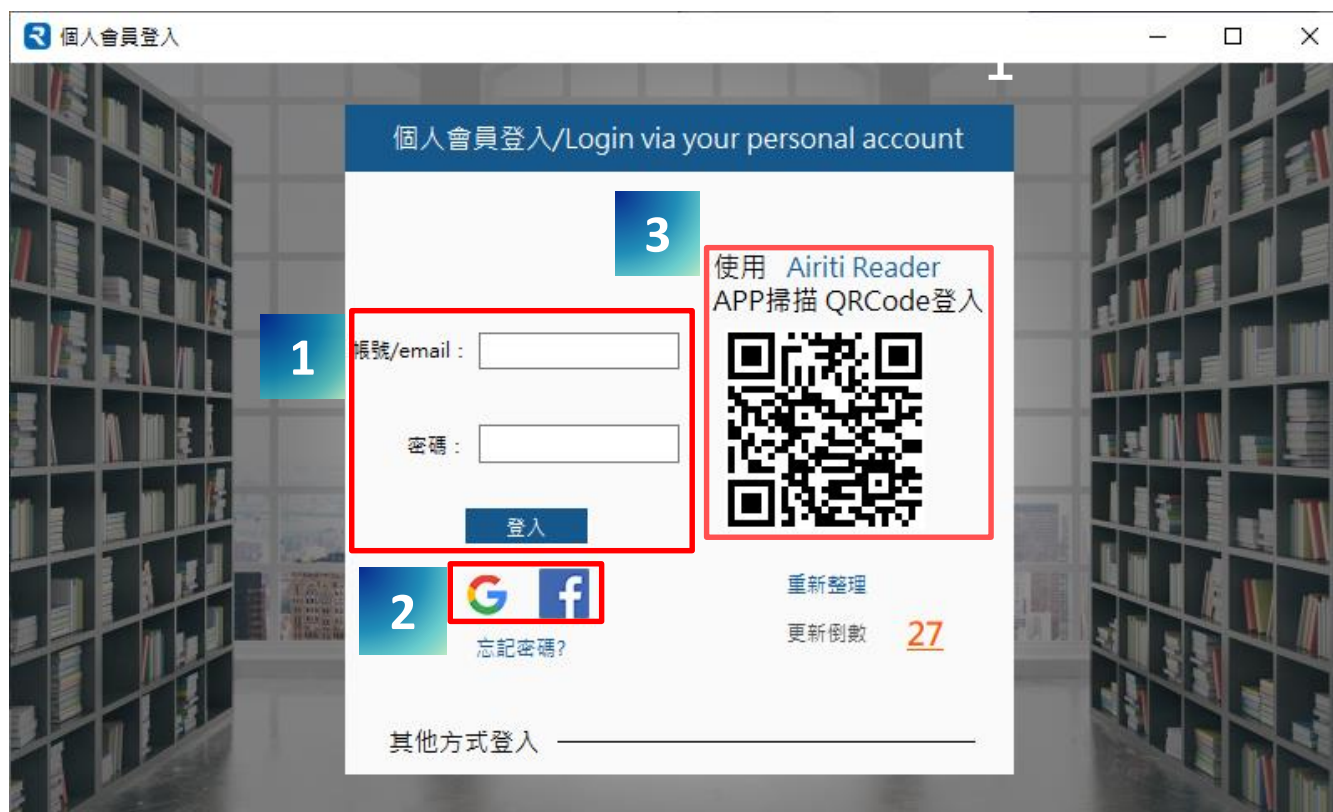 個人會員登入
1
個人會員登入/Login via your personal account
3
使用 Airiti Reader
APP掃描 QRCode登入
1
帳號/email：
密碼：
登入
2
重新整理
忘記密碼?
更新倒數 27
其他方式登入